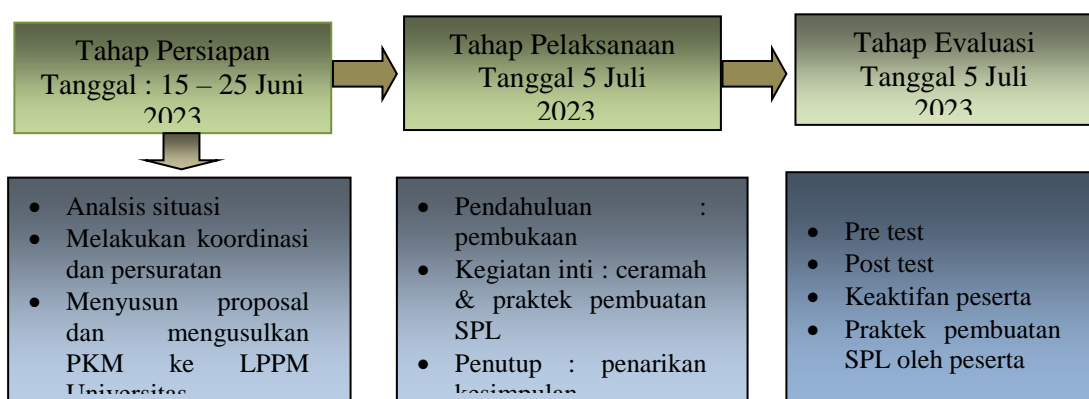 Tahap Persiapan
Tanggal : 15 – 25 Juni
2023
Tahap Pelaksanaan
Tanggal 5 Juli
2023
Tahap Evaluasi
Tanggal 5 Juli
2023
• Analsis situasi
• Melakukan koordinasi
dan persuratan
• Menyusun proposal
dan mengusulkan
PKM ke LPPM
Universitas
• Pendahuluan :
pembukaan
• Kegiatan inti : ceramah
& praktek pembuatan
SPL
• Penutup : penarikan
kesimpulan
• Pre test
• Post test
• Keaktifan peserta
• Praktek pembuatan
SPL oleh peserta